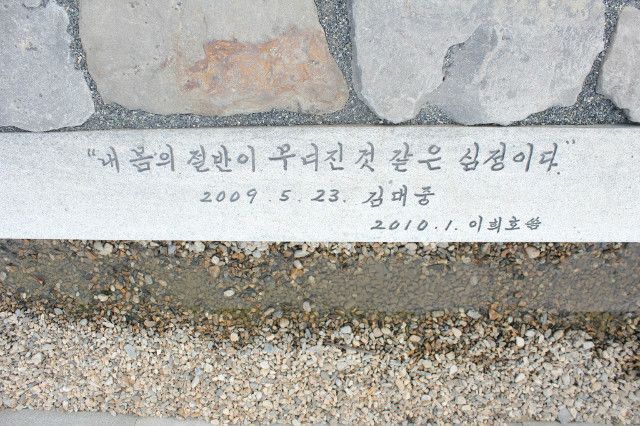 “내 몸의 절반이 무너진 것 같은 심정이다.”
2009. 5. 23. 김대중
2010. 1. 이희호 씀